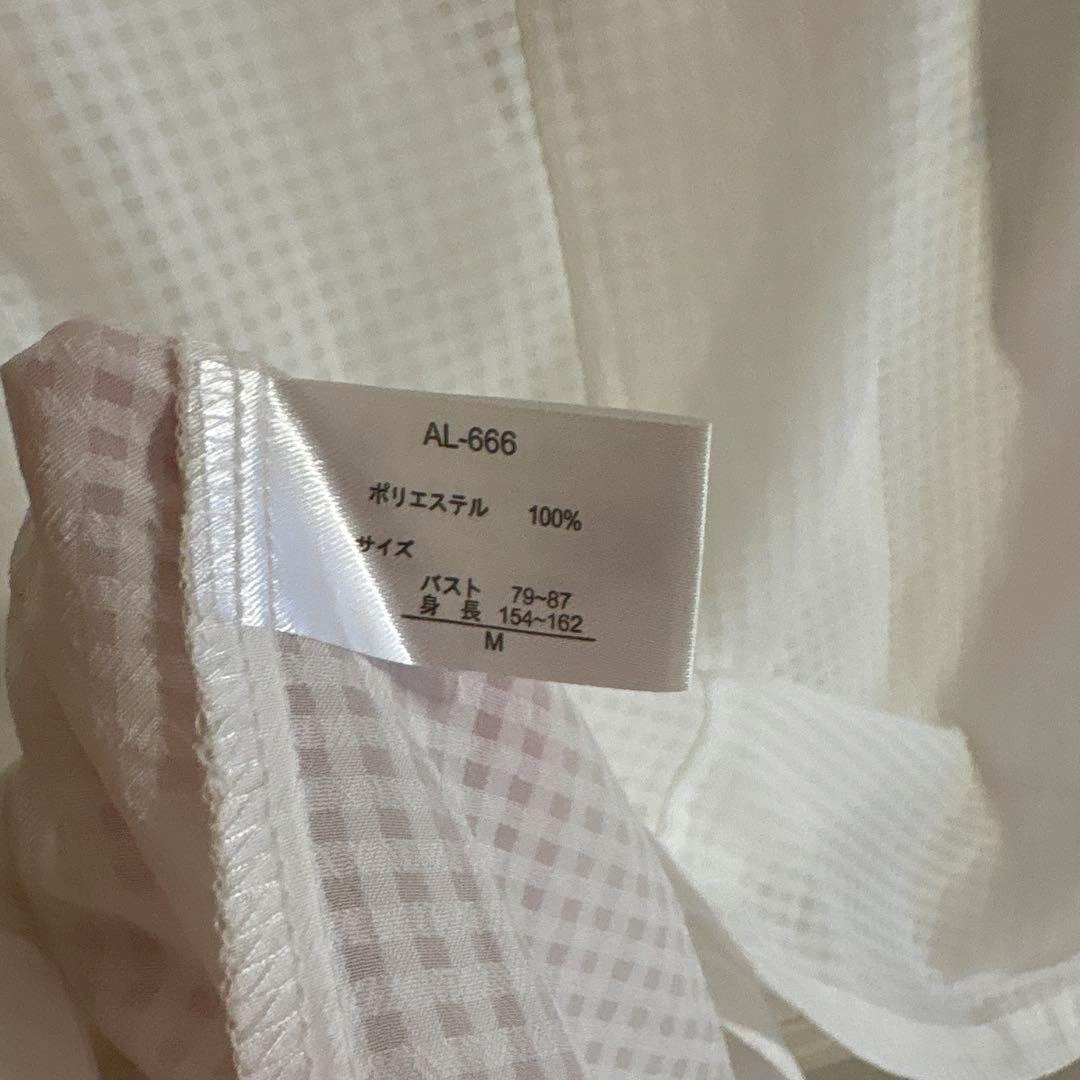 AL-666
ポリエステル 100%
サイズ
バスト 79~87
身 長 154~162
M